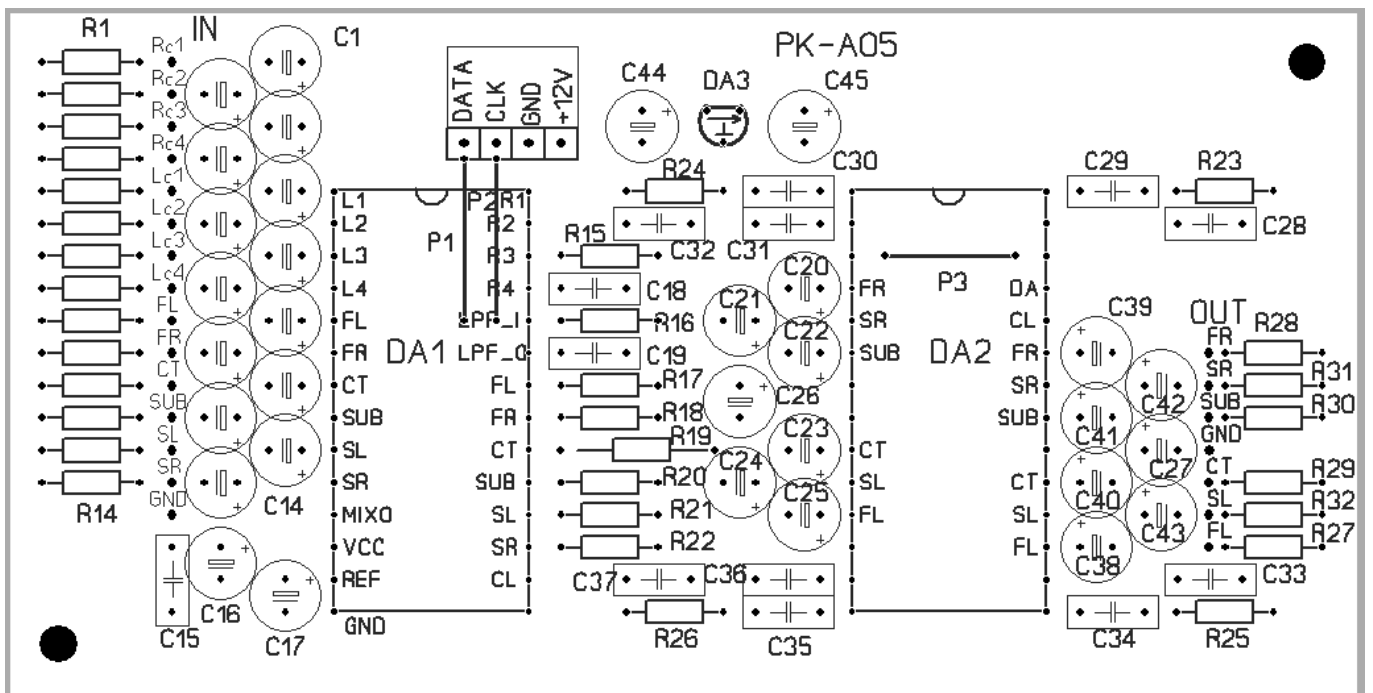 R1
IN
C1
PK-A05
C44
DA3
C45
DATA
CLK
GND
+12V
Rc1
Rc2
Rc3
Rc4
Lc1
Lc2
Lc3
Lc4
FL
FR
CT
SUB
SL
SR
GND
R14
C14
C15
C16
C17
P1
P2
L1
L2
L3
L4
FL
FR
CT
SUB
SL
SR
MIXO
VCC
REF
GND
DA1
R1
R2
R3
R4
LPF_I
LPF_O
FL
FR
CT
SUB
SL
SR
CL
R24
C30
C32
C31
R15
C18
R16
C19
R17
R18
R19
R20
R21
R22
C37
C36
R26
C35
C20
C21
C22
C26
C23
C24
C25
FR
SR
SUB
CT
SL
FL
P3
DA2
DA
CL
FR
SR
SUB
CT
SL
FL
C29
R23
C28
C39
C42
C41
C27
C40
C43
C38
OUT
FR
SR
SUB
GND
CT
SL
FL
R28
R31
R30
R29
R32
R27
C33
C34
R25